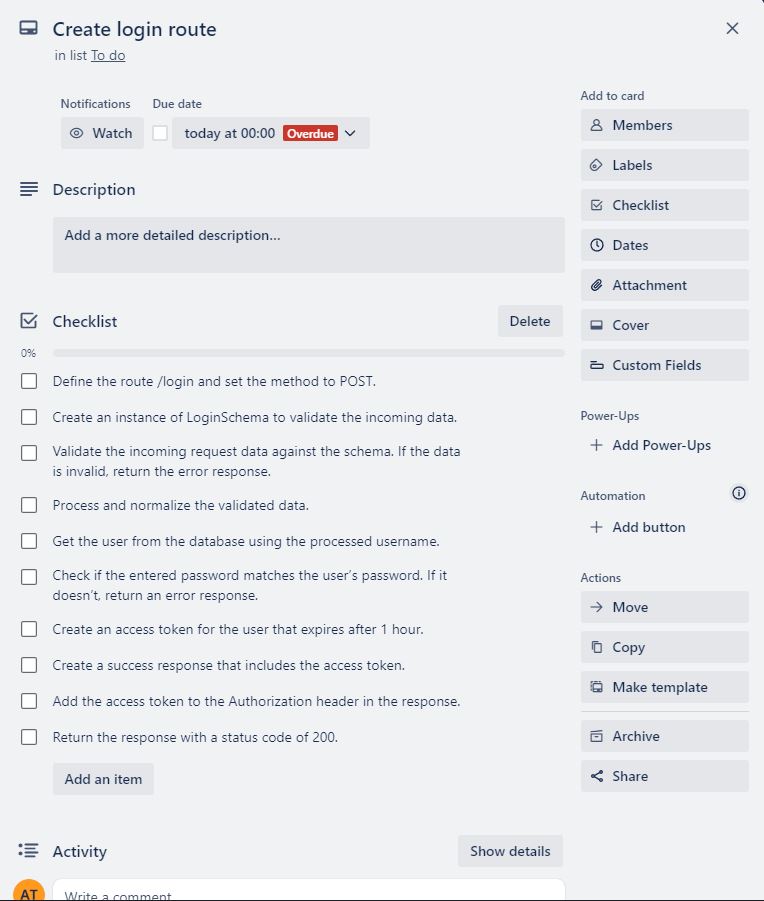 Create login route
in list To do
Notifications
Due date
Watch
today at 00:00 Overdue
Description
Add a more detailed description...
Checklist
Delete
0%
Define the route /login and set the method to POST.
Create an instance of LoginSchema to validate the incoming data.
Validate the incoming request data against the schema. If the data
is invalid, return the error response.
Process and normalize the validated data.
Get the user from the database using the processed username.
Check if the entered password matches the user’s password. If it
doesn’t, return an error response.
Create an access token for the user that expires after 1 hour.
Create a success response that includes the access token.
Add the access token to the Authorization header in the response.
Return the response with a status code of 200.
Add an item
Activity
Show details
AT
Write a comment
Add to card
Members
Labels
Checklist
Dates
Attachment
Cover
Custom Fields
Power-Ups
Add Power-Ups
Automation
Add button
Actions
Move
Copy
Make template
Archive
Share